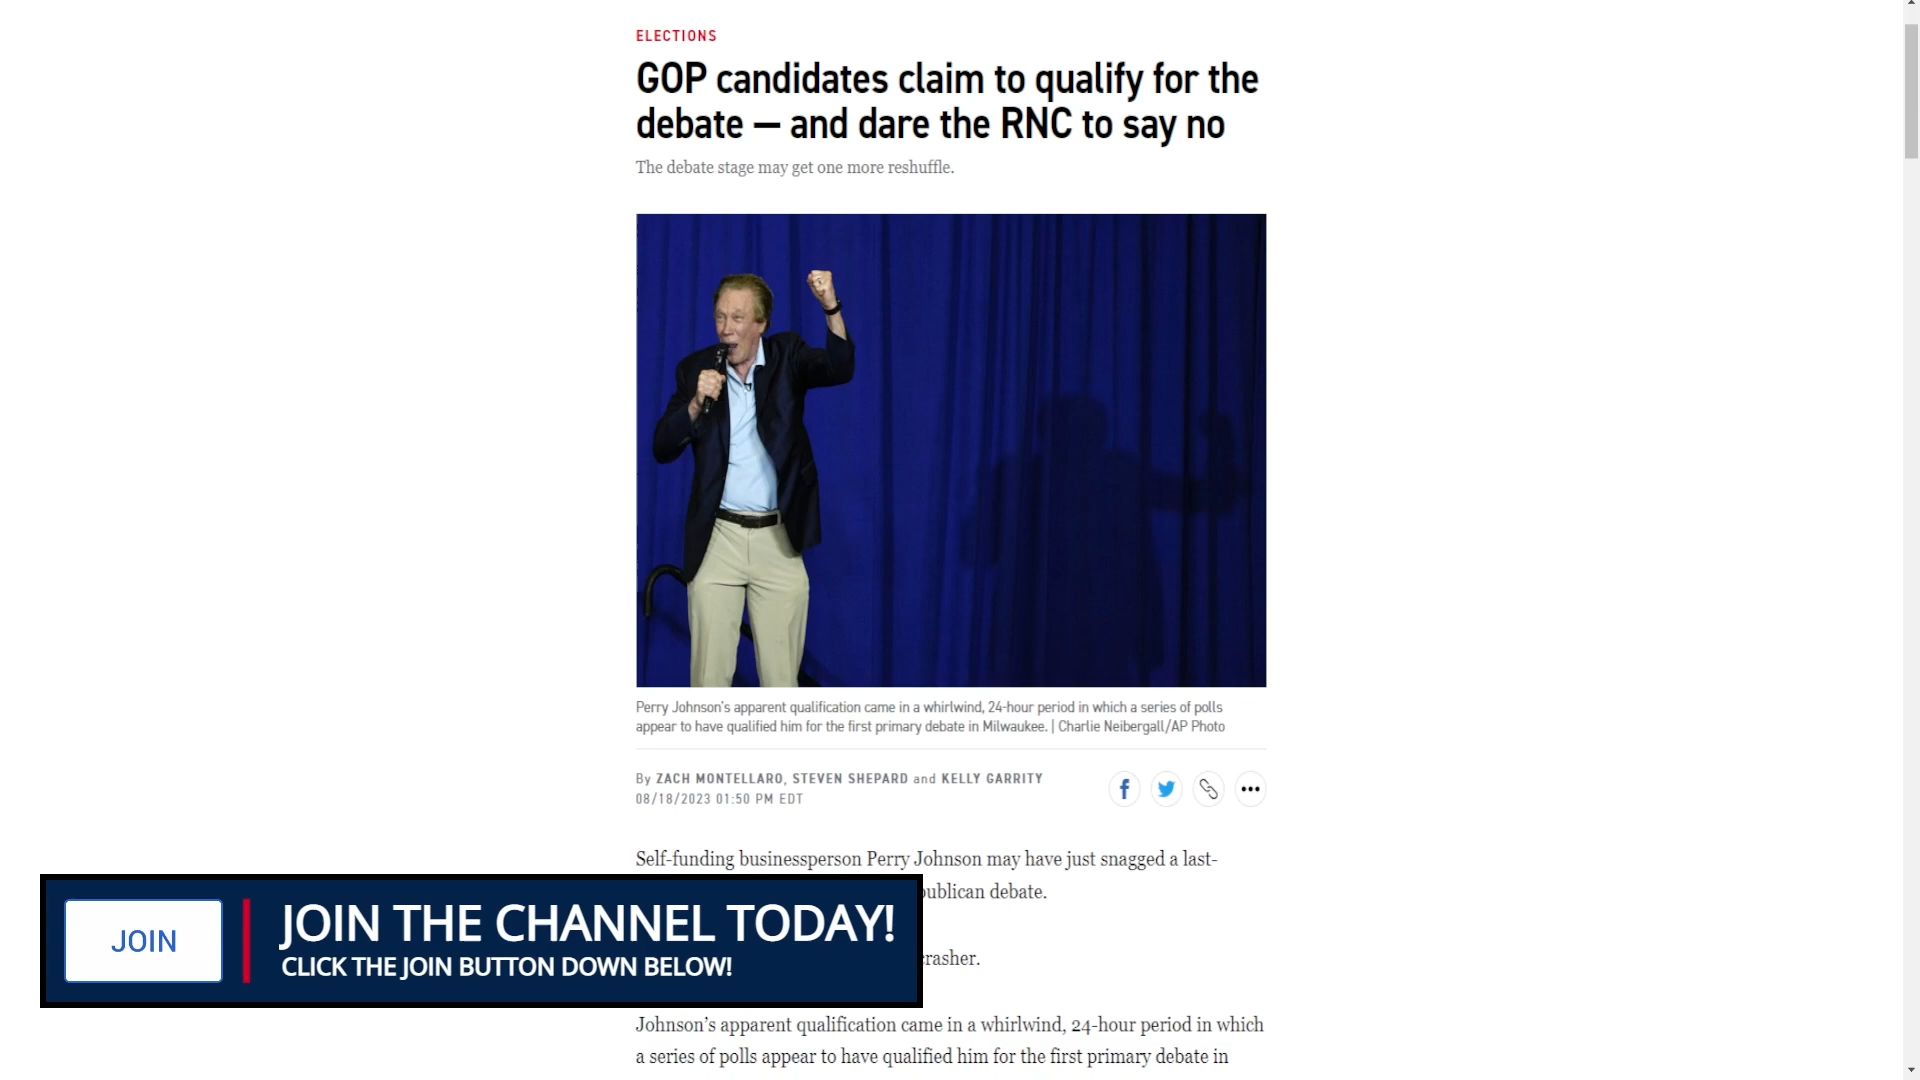 ELECTIONS
GOP candidates claim to qualify for the
debate — and dare the RNC to say no
The debate stage may get one more reshuffle.
Perry Johnson's apparent qualification came in a whirlwind, 24-hour period in which a series of polls
appear to have qualified him for the first primary debate in Milwaukee. | Charlie Neibergall/AP Photo
By ZACH MONTELLARO, STEVEN SHEPARD and KELLY GARRITY
08/18/2023 01:50 PM EDT
Self-funding businessperson Perry Johnson may have just snagged a last-
debate.
JOIN
JOIN THE CHANNEL TODAY!
CLICK THE JOIN BUTTON DOWN BELOW!
Johnson’s apparent qualification came in a whirlwind, 24-hour period in which
a series of polls appear to have qualified him for the first primary debate in